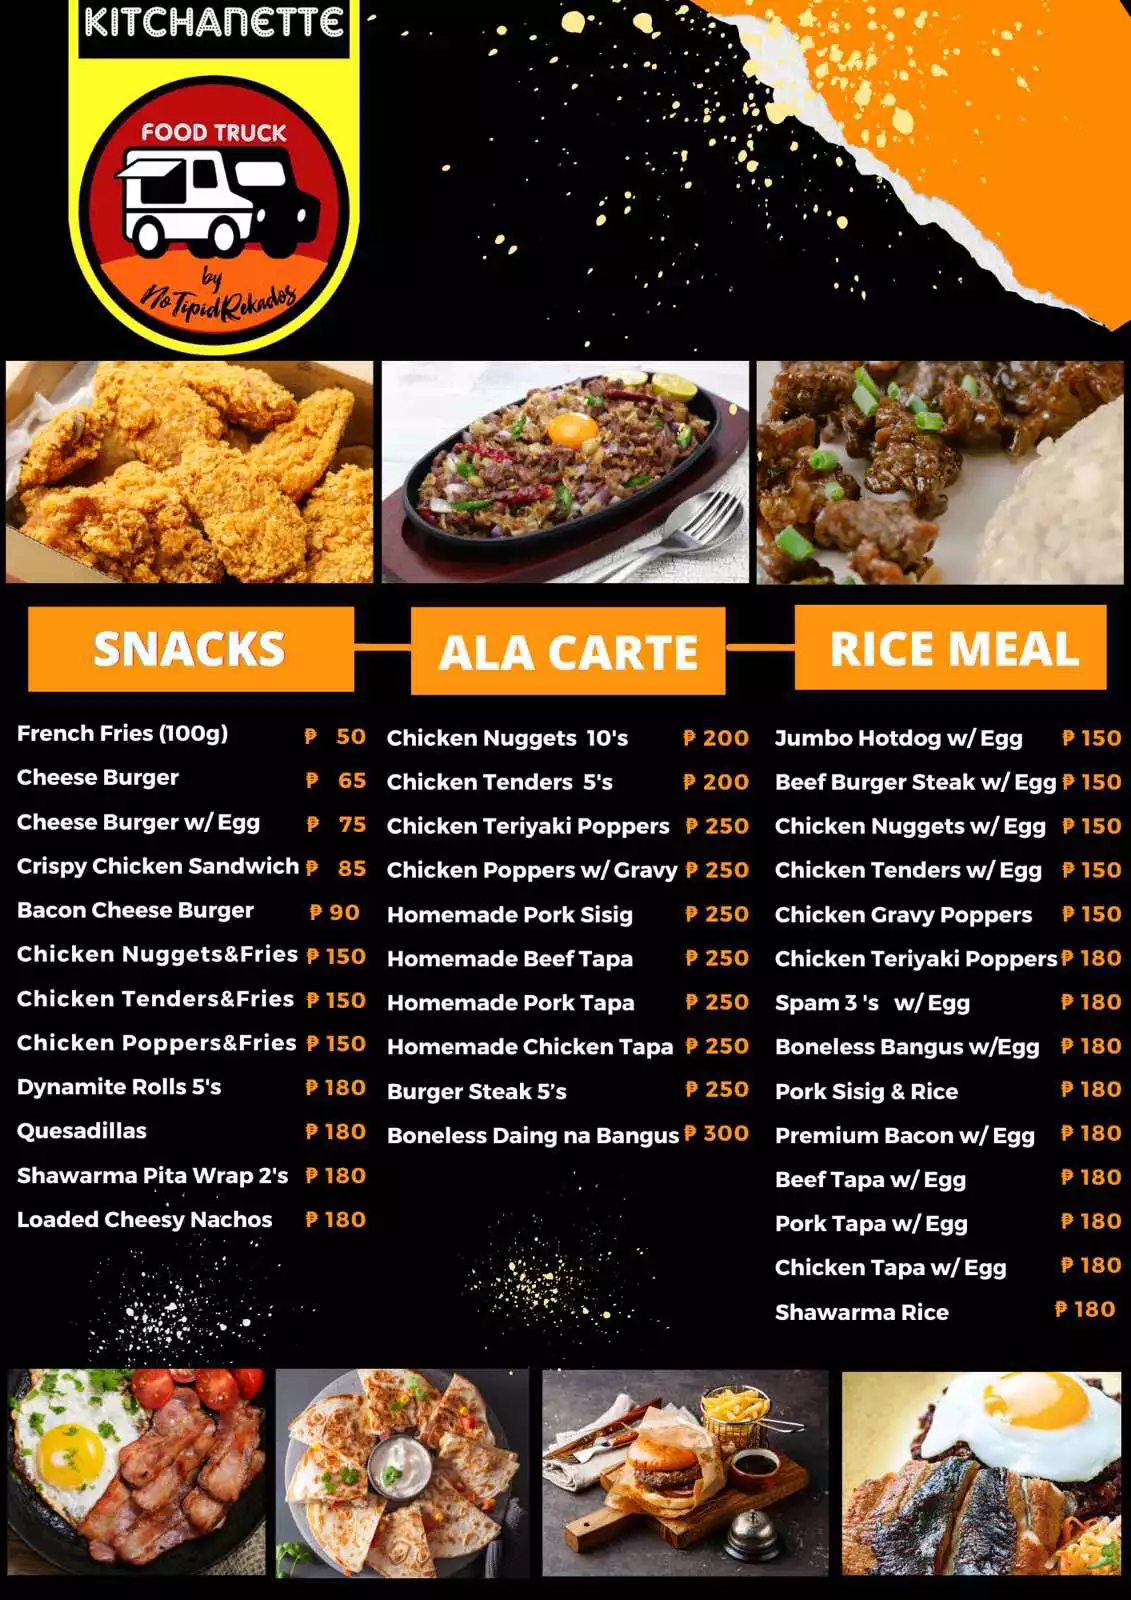 KITCHANETTE
FOOD TRUCK
by
No Tipid Rekados
SNACKS
French Fries (100g) ₱ 50
Cheese Burger ₱ 65
Cheese Burger w/ Egg ₱ 75
Crispy Chicken Sandwich ₱ 85
Bacon Cheese Burger ₱ 90
Chicken Nuggets&Fries ₱ 150
Chicken Tenders&Fries ₱ 150
Chicken Poppers&Fries ₱ 150
Dynamite Rolls 5's ₱ 180
Quesadillas ₱ 180
Shawarma Pita Wrap 2's ₱ 180
Loaded Cheesy Nachos ₱ 180
ALA CARTE
Chicken Nuggets 10's ₱ 200
Chicken Tenders 5's ₱ 200
Chicken Teriyaki Poppers ₱ 250
Chicken Poppers w/ Gravy ₱ 250
Homemade Pork Sisig ₱ 250
Homemade Beef Tapa ₱ 250
Homemade Pork Tapa ₱ 250
Homemade Chicken Tapa ₱ 250
Burger Steak 5’s ₱ 250
Boneless Daing na Bangus ₱ 300
RICE MEAL
Jumbo Hotdog w/ Egg ₱ 150
Beef Burger Steak w/ Egg ₱ 150
Chicken Nuggets w/ Egg ₱ 150
Chicken Tenders w/ Egg ₱ 150
Chicken Gravy Poppers ₱ 150
Chicken Teriyaki Poppers ₱ 180
Spam 3 's w/ Egg ₱ 180
Boneless Bangus w/Egg ₱ 180
Pork Sisig & Rice ₱ 180
Premium Bacon w/ Egg ₱ 180
Beef Tapa w/ Egg ₱ 180
Pork Tapa w/ Egg ₱ 180
Chicken Tapa w/ Egg ₱ 180
Shawarma Rice ₱ 180